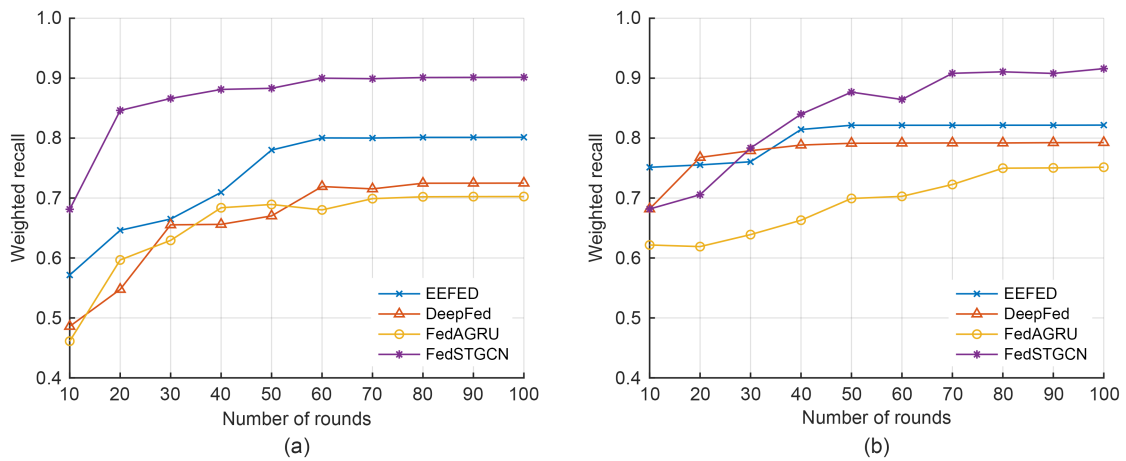 1.0
0.9
0.8
0.7
0.6
0.5
0.4
Weighted recall
10 20 30 40 50 60 70 80 90 100
Number of rounds
EEFED
DeepFed
FedAGRU
FedSTGCN
(a)
1.0
0.9
0.8
0.7
0.6
0.5
0.4
Weighted recall
10 20 30 40 50 60 70 80 90 100
Number of rounds
EEFED
DeepFed
FedAGRU
FedSTGCN
(b)